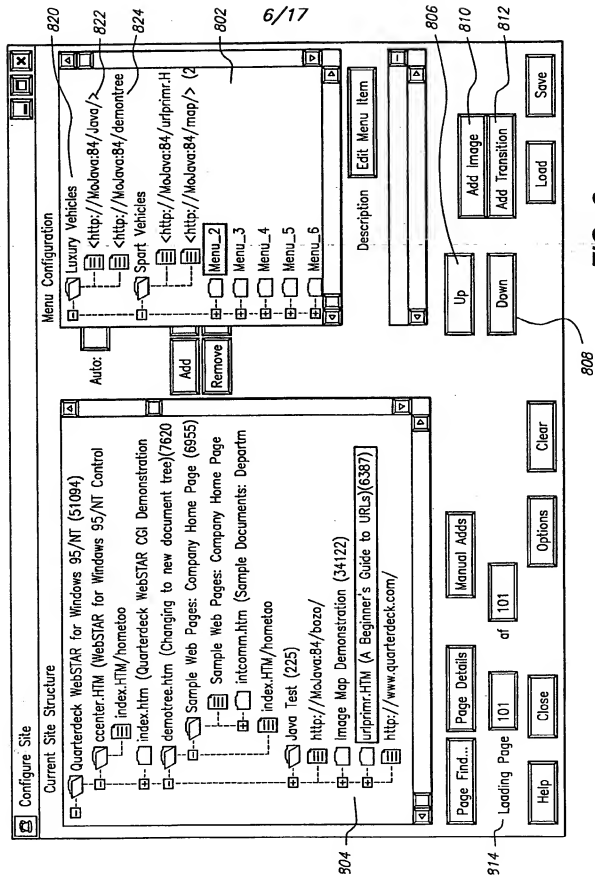 6/17
Configure Site
Current Site Structure
Quarterdeck WebSTAR for Windows 95/NT (51094)
ccenter.HTM (WebSTAR for Windows 95/NT Control
index.HTM/hometoo
index.htm (Quarterdeck WebSTAR CGI Demonstration
demotree.htm (Changing to new document tree)(7620
Sample Web Pages: Company Home Page (6955)
Sample Web Pages: Company Home Page
intcomm.htm (Sample Documents: Departm
index.HTM/hometao
Java Test (225)
http://MoJava:84/bozo/
Image Map Demonstration (34122)
urlprimr.HTM (A Beginner's Guide to URLs)(6387)
http://www.quarterdeck.com/
804
Auto:
Add
Remove
Menu Configuration
Luxury Vehicles
<http://MoJava:84/Java/>
<http://MoJava:84/demontree
Sport Vehicles
<http://MoJava:84/urlprimr.H
<http://MoJava:84/map/> (2
Menu_2
Menu_3
Menu_4
Menu_5
Menu_6
820
822
824
802
Edit Menu Item
Description
Page Find...
Page Details
Manual Adds
814
Loading Page
101
of
101
Up
Down
806
808
Add Image
Add Transition
810
812
Help
Close
Options
Clear
Load
Save